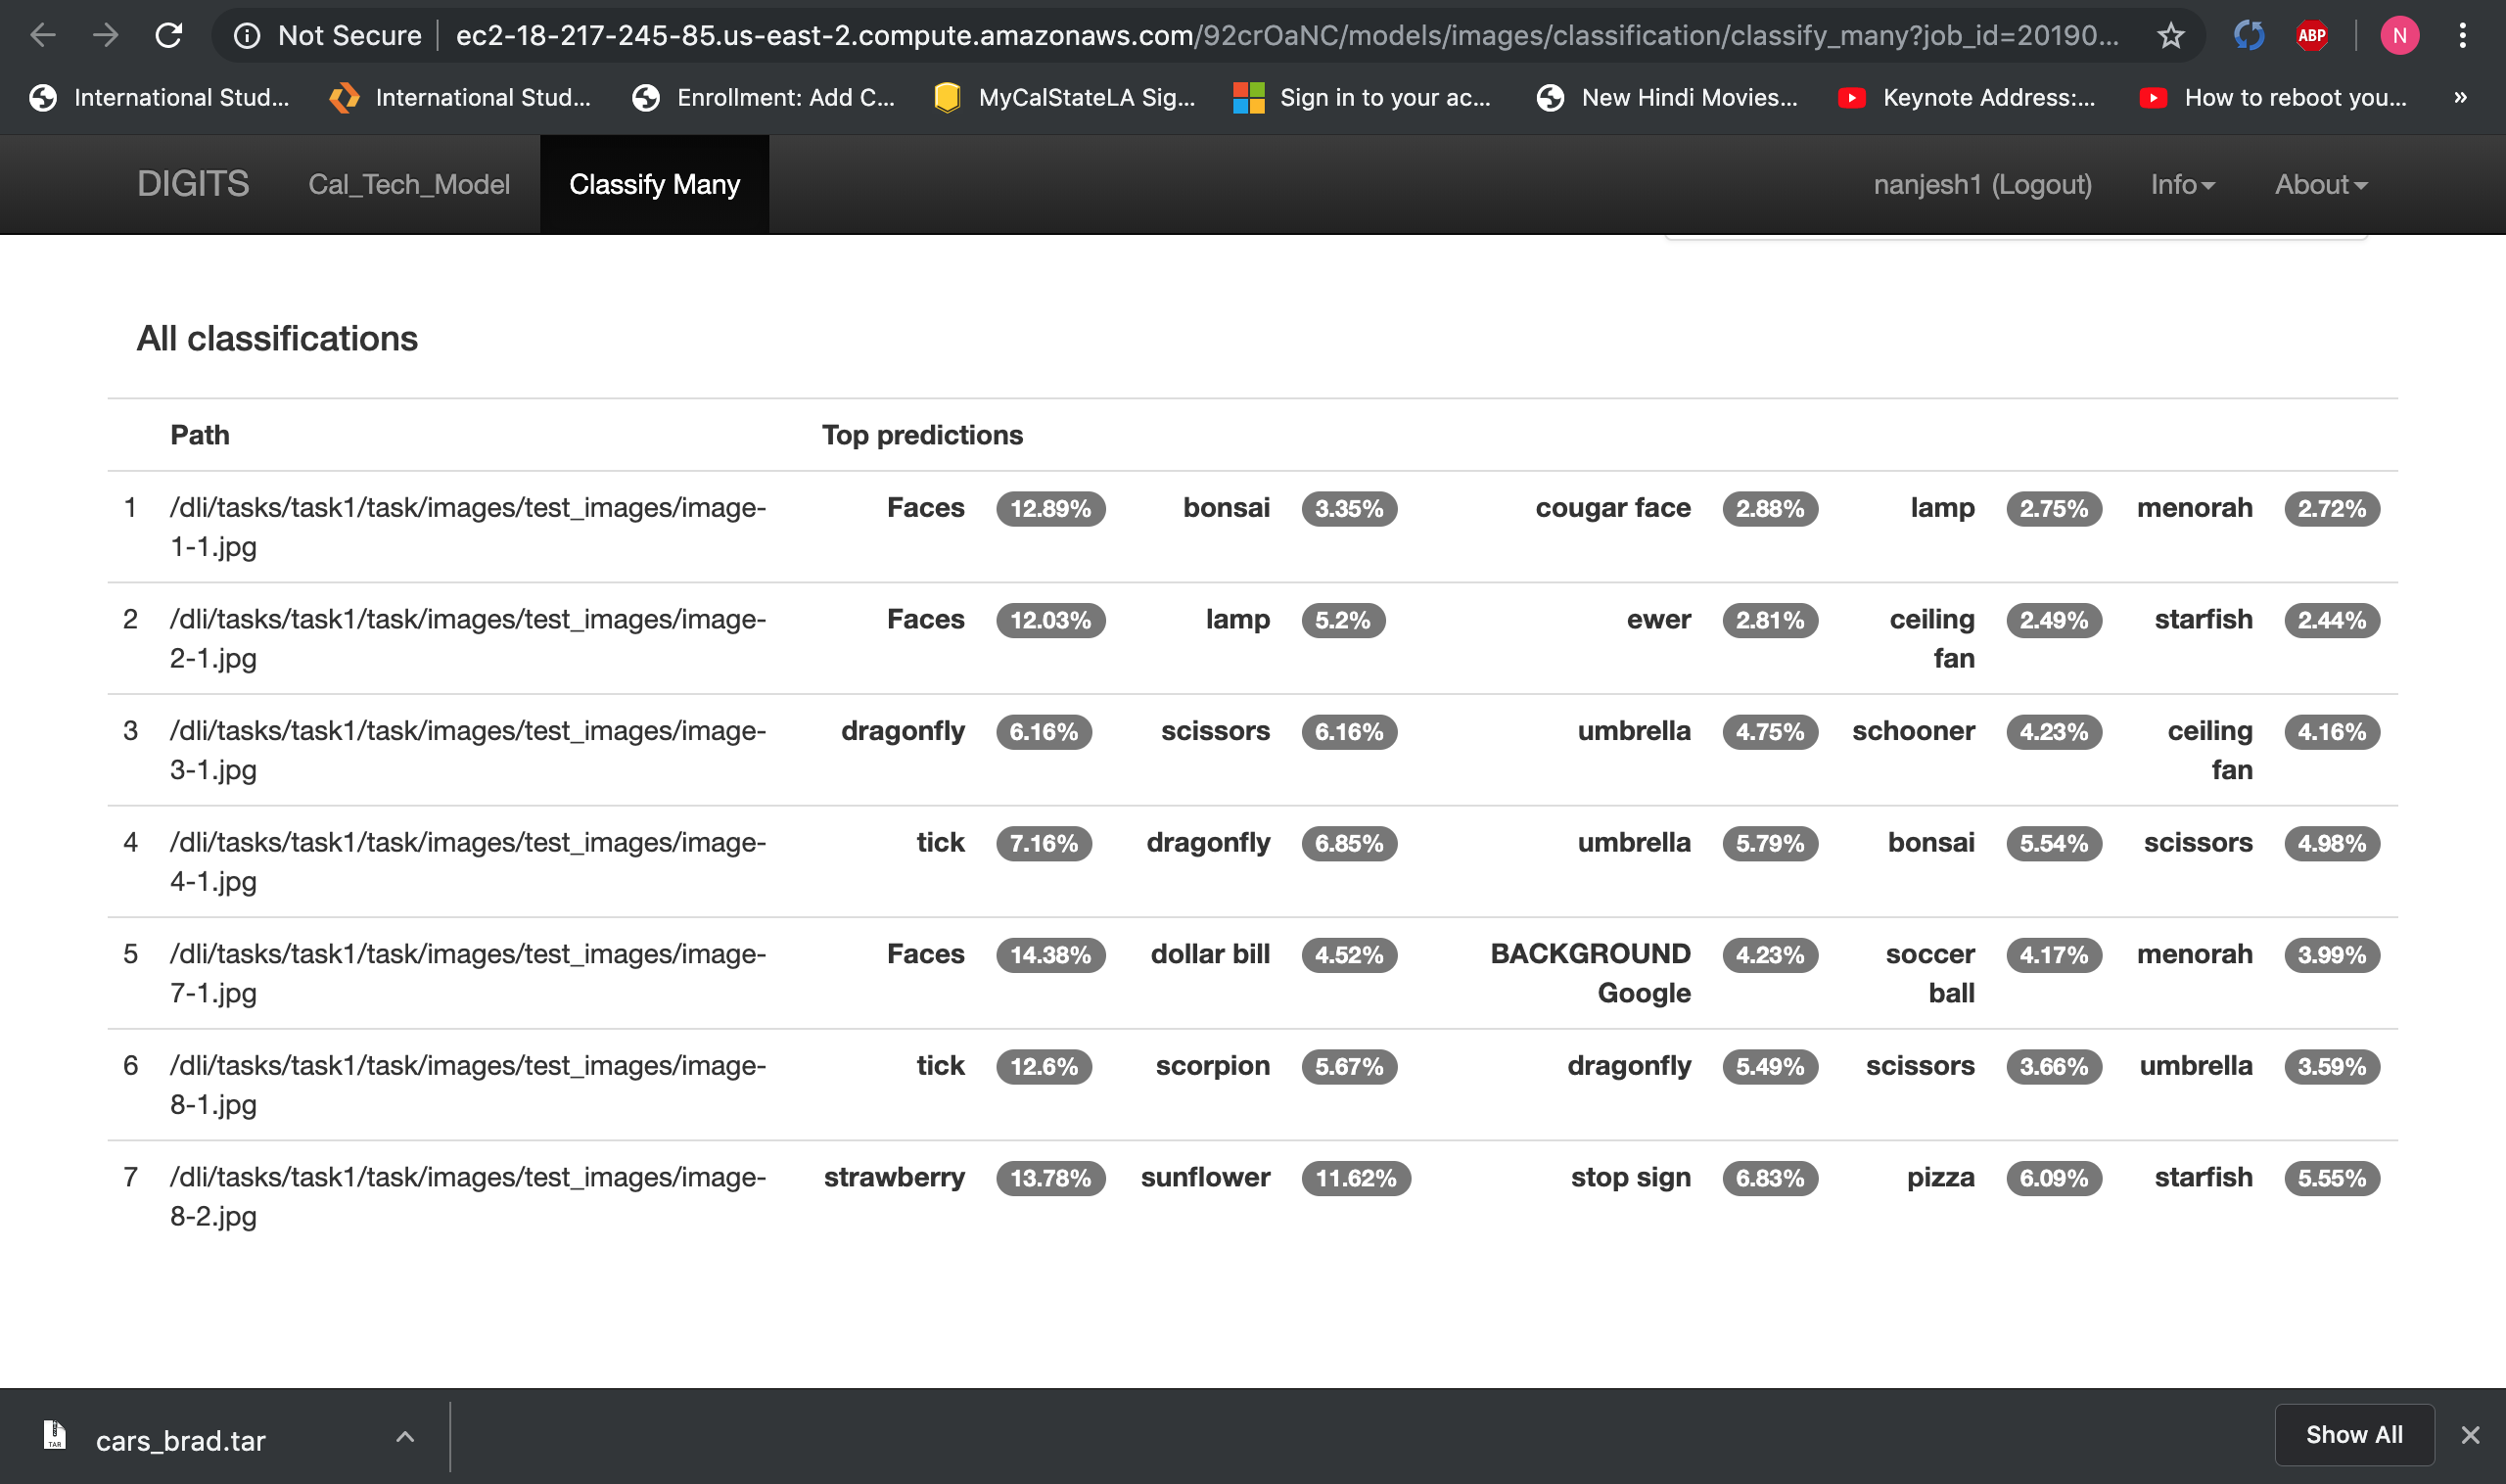 Not Secure ec2-18-217-245-85.us-east-2.compute.amazonaws.com/92crOaNC/models/images/classification/classify_many?job_id=20190... ABP N
International Stud... International Stud... Enrollment: Add C... MyCalStateLA Sig... Sign in to your ac... New Hindi Movies... Keynote Address:... How to reboot you... »
DIGITS Cal_Tech_Model Classify Many nanjesh1 (Logout) Info About
All classifications
Path Top predictions
1 /dli/tasks/task1/task/images/test_images/image- Faces 12.89% bonsai 3.35% cougar face 2.88% lamp 2.75% menorah 2.72%
1-1.jpg
2 /dli/tasks/task1/task/images/test_images/image- Faces 12.03% lamp 5.2% ewer 2.81% ceiling 2.49% starfish 2.44%
2-1.jpg fan
3 /dli/tasks/task1/task/images/test_images/image- dragonfly 6.16% scissors 6.16% umbrella 4.75% schooner 4.23% ceiling 4.16%
3-1.jpg fan
4 /dli/tasks/task1/task/images/test_images/image- tick 7.16% dragonfly 6.85% umbrella 5.79% bonsai 5.54% scissors 4.98%
4-1.jpg
5 /dli/tasks/task1/task/images/test_images/image- Faces 14.38% dollar bill 4.52% BACKGROUND 4.23% soccer 4.17% menorah 3.99%
7-1.jpg Google ball
6 /dli/tasks/task1/task/images/test_images/image- tick 12.6% scorpion 5.67% dragonfly 5.49% scissors 3.66% umbrella 3.59%
8-1.jpg
7 /dli/tasks/task1/task/images/test_images/image- strawberry 13.78% sunflower 11.62% stop sign 6.83% pizza 6.09% starfish 5.55%
8-2.jpg
TAR cars_brad.tar Show All